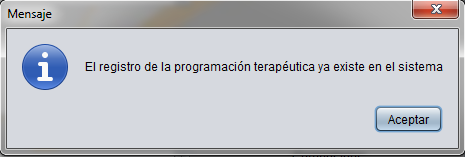 Mensaje
El registro de la programación terapéutica ya existe en el sistema
Aceptar